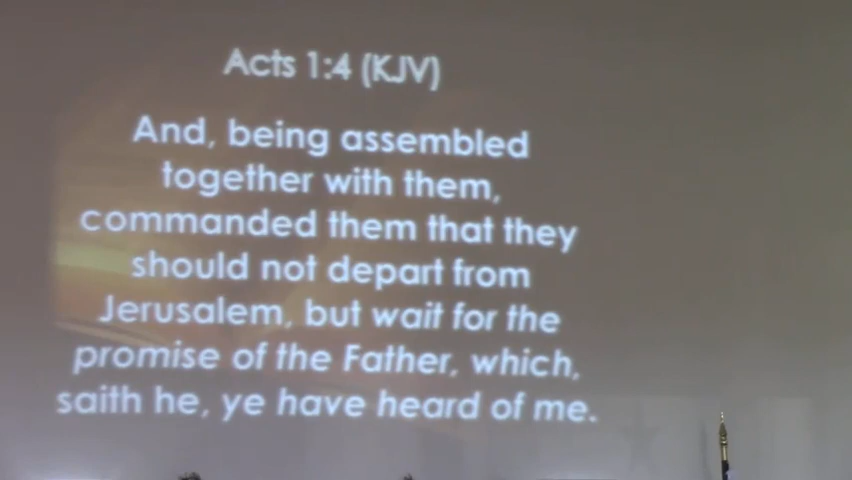 Acts 1:4 (KJV)
And, being assembled
together with them,
commanded them that they
should not depart from
Jerusalem, but wait for the
promise of the Father, which,
saith he, ye have heard of me.